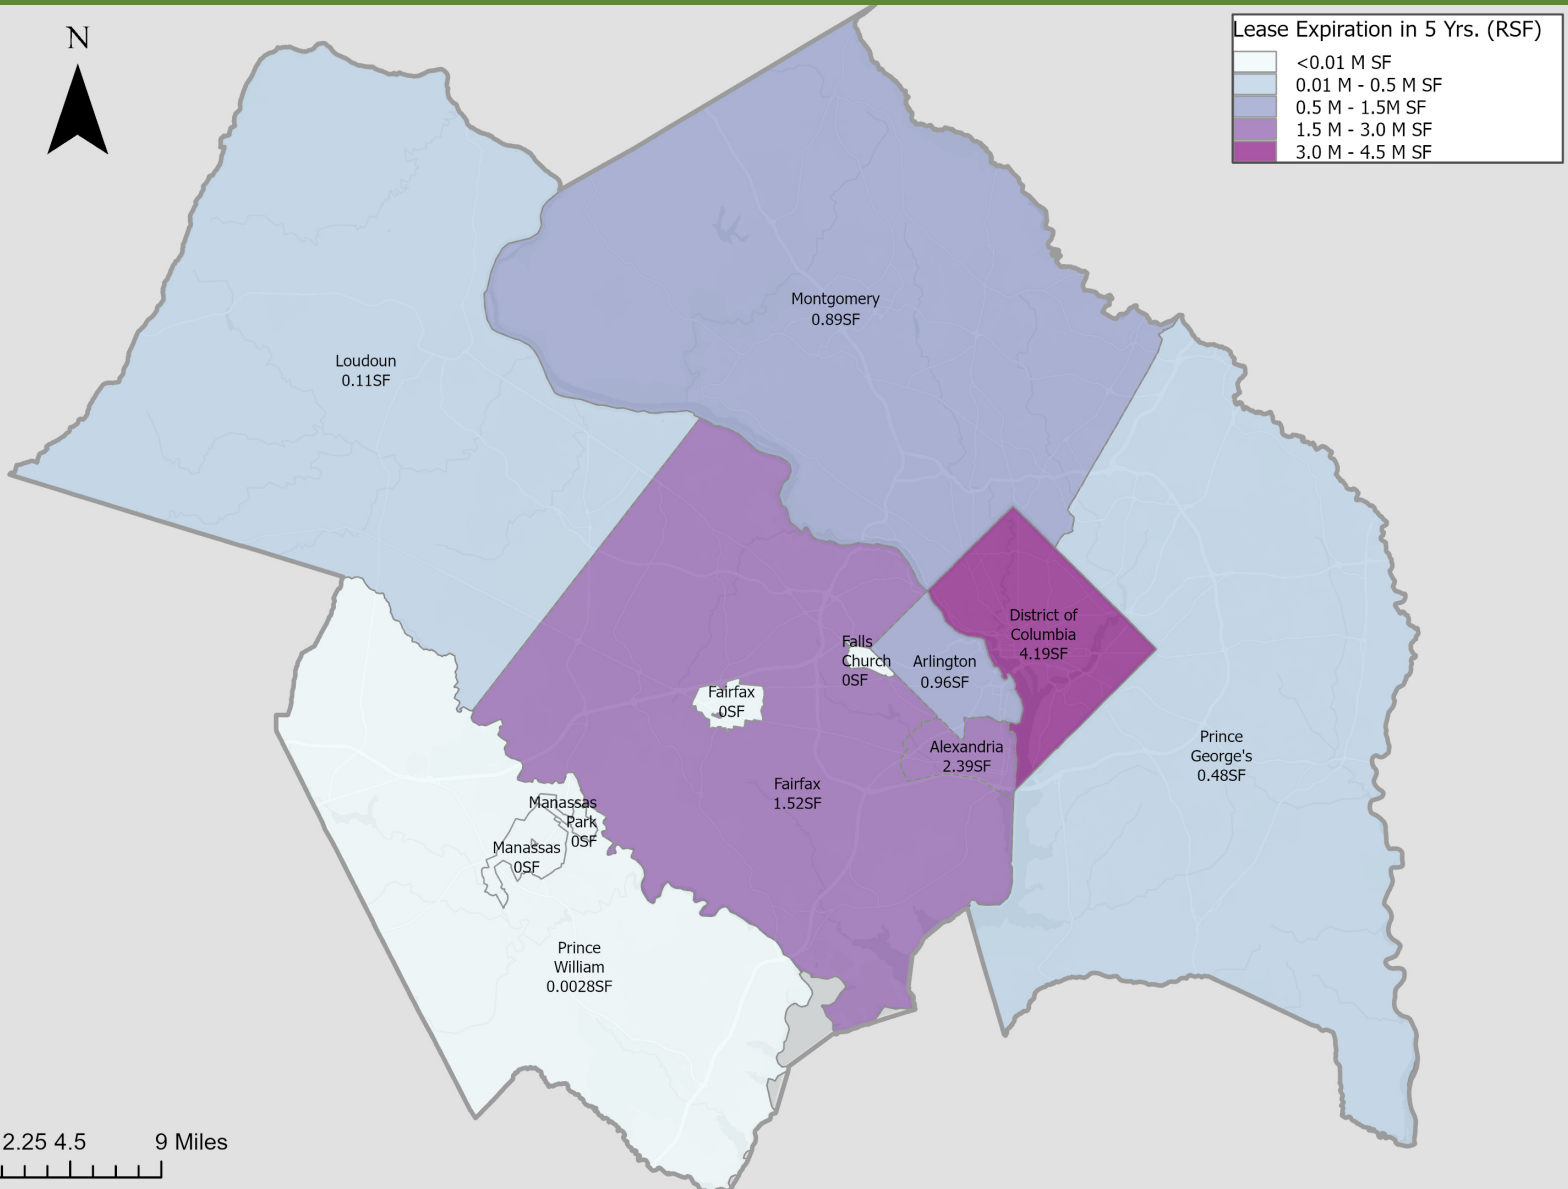 N
Lease Expiration in 5 Yrs. (RSF)
<0.01 M SF
0.01 M - 0.5 M SF
0.5 M - 1.5M SF
1.5 M - 3.0 M SF
3.0 M - 4.5 M SF
Montgomery
0.89SF
Loudoun
0.11SF
District of
Columbia
4.19SF
Falls
Church
0SF
Arlington
0.96SF
Fairfax
0SF
Alexandria
2.39SF
Prince
George's
0.48SF
Fairfax
1.52SF
Manassas
Park
0SF
Manassas
0SF
Prince
William
0.0028SF
2.25 4.5 9 Miles